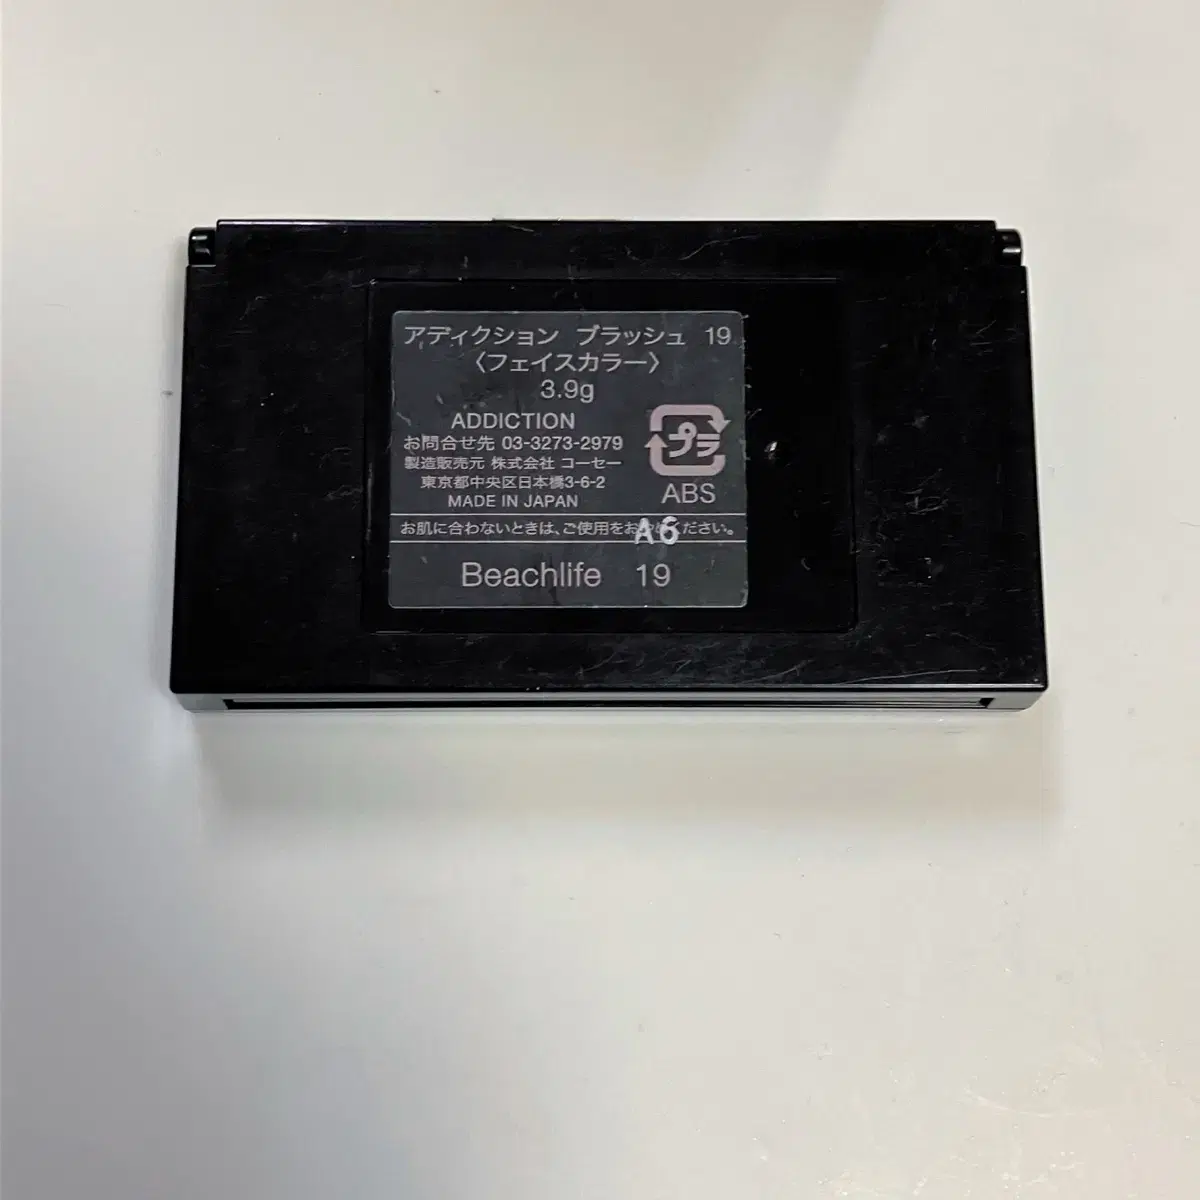 アディクション ブラッシュ 19
〈フェイスカラー〉
3.9g
ADDICTION
お問合せ先 03-3273-2979
製造販売元 株式会社 コーセー
東京都中央区日本橋3-6-2
MADE IN JAPAN
プラ
ABS
お肌に合わないときは、ご使用をお ください。
A6
Beachlife 19